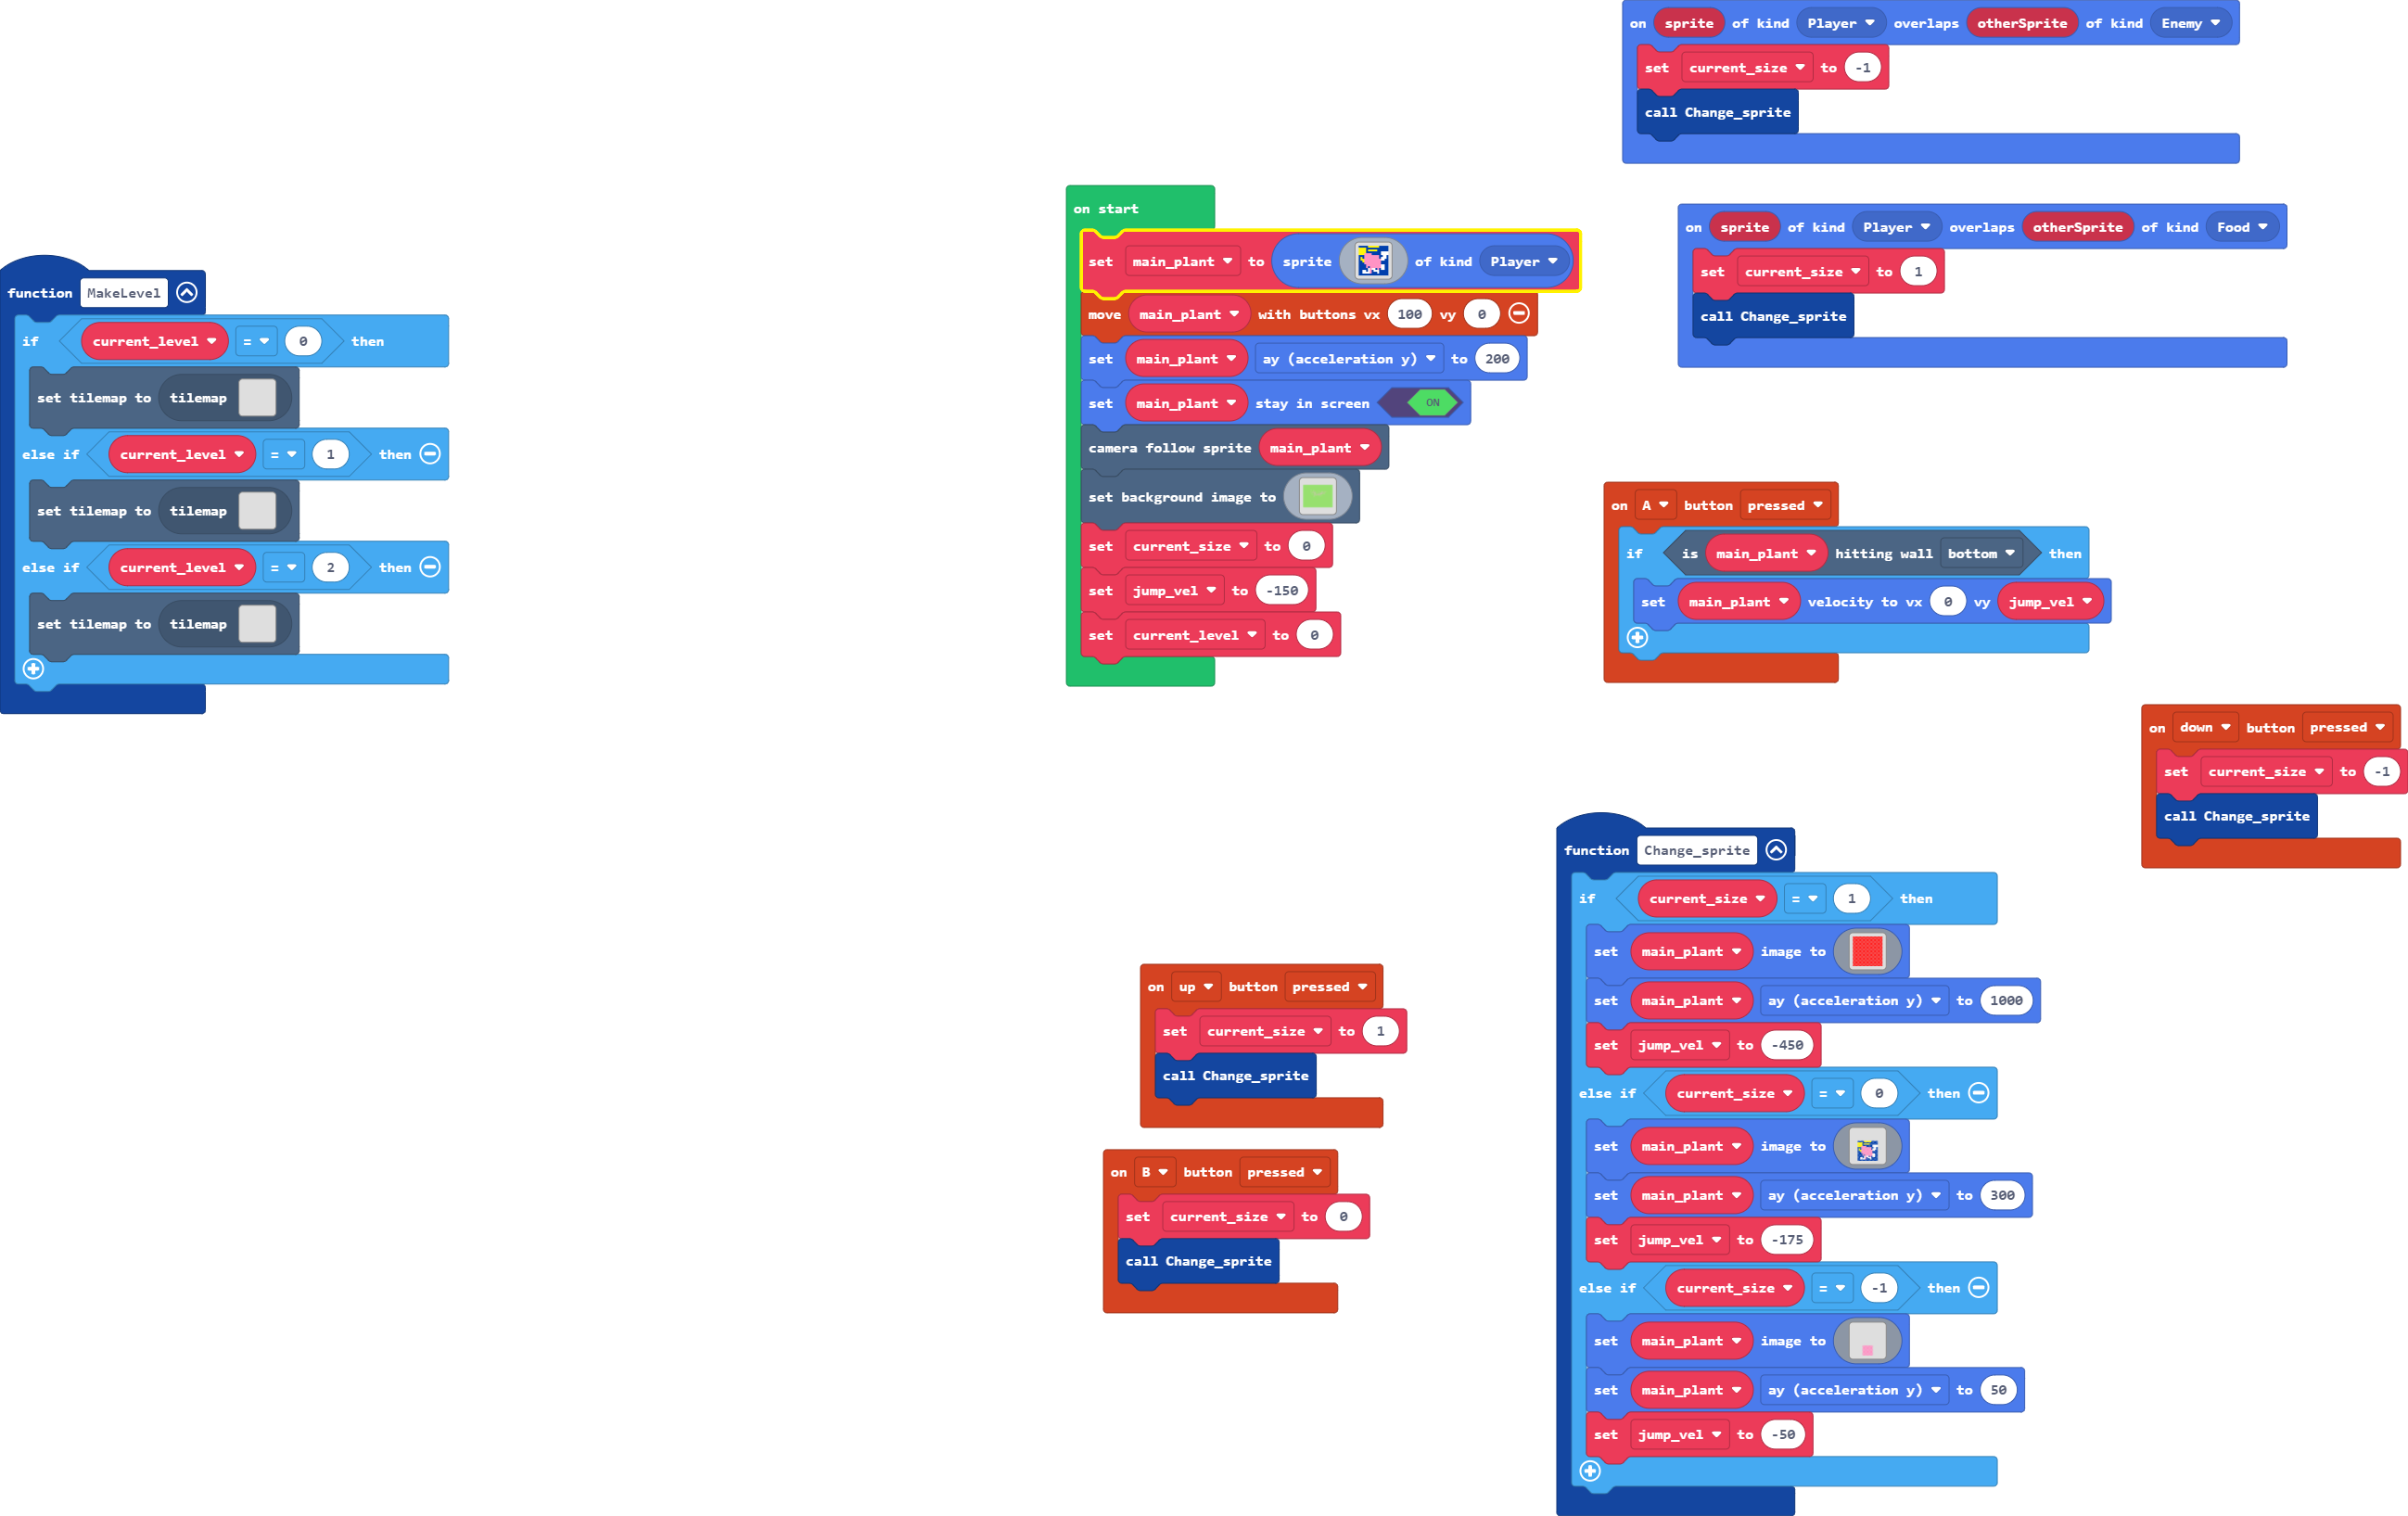 function MakeLevel
if current_level = 0 then
set tilemap to tilemap
else if current_level = 1 then
set tilemap to tilemap
else if current_level = 2 then
set tilemap to tilemap
on start
set main_plant to sprite of kind Player
move main_plant with buttons vx 100 vy 0
set main_plant ay (acceleration y) to 200
set main_plant stay in screen ON
camera follow sprite main_plant
set background image to
set current_size to 0
set jump_vel to -150
set current_level to 0
on sprite of kind Player overlaps otherSprite of kind Enemy
set current_size to -1
call Change_sprite
on sprite of kind Player overlaps otherSprite of kind Food
set current_size to 1
call Change_sprite
on A button pressed
if is main_plant hitting wall bottom then
set main_plant velocity to vx 0 vy jump_vel
on down button pressed
set current_size to -1
call Change_sprite
on up button pressed
set current_size to 1
call Change_sprite
on B button pressed
set current_size to 0
call Change_sprite
function Change_sprite
if current_size = 1 then
set main_plant image to
set main_plant ay (acceleration y) to 1000
set jump_vel to -450
else if current_size = 0 then
set main_plant image to
set main_plant ay (acceleration y) to 300
set jump_vel to -175
else if current_size = -1 then
set main_plant image to
set main_plant ay (acceleration y) to 50
set jump_vel to -50